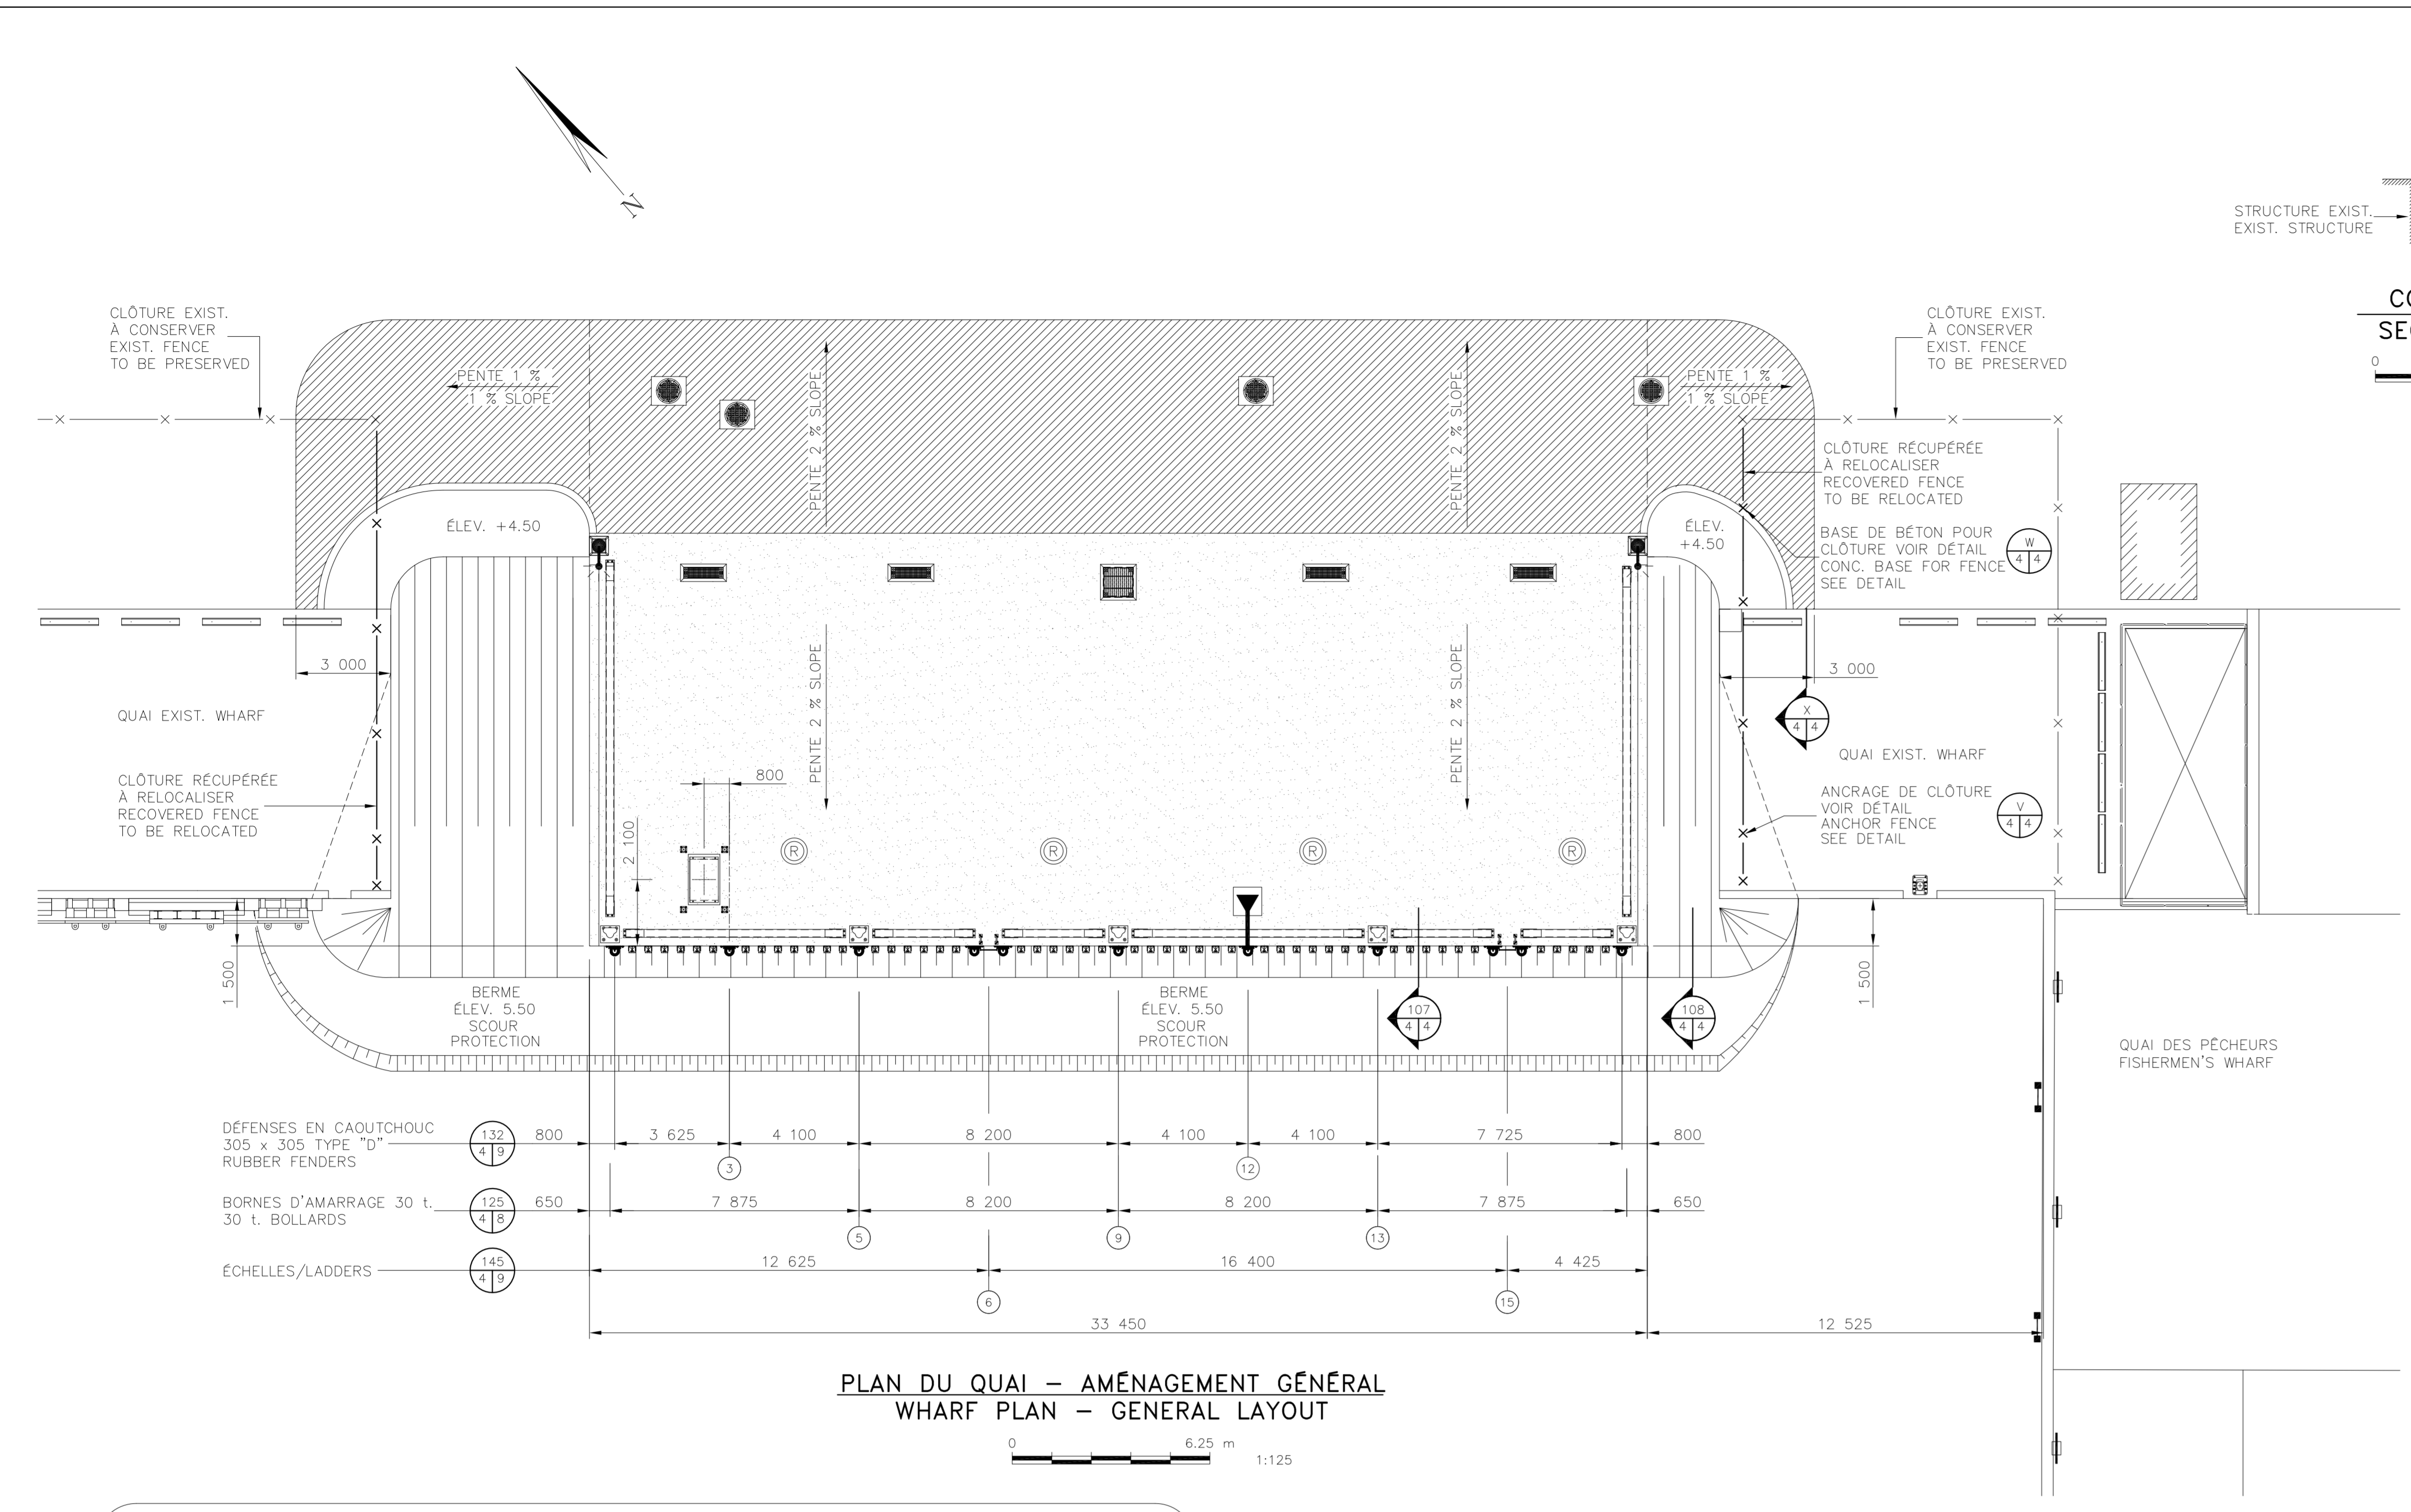 N
STRUCTURE EXIST.
EXIST. STRUCTURE
0
CLÔTURE EXIST.
À CONSERVER
EXIST. FENCE
TO BE PRESERVED
CLÔTURE EXIST.
À CONSERVER
EXIST. FENCE
TO BE PRESERVED
PENTE 1 %
1 % SLOPE
PENTE 2 % SLOPE
PENTE 2 % SLOPE
PENTE 1 %
1 % SLOPE
CLÔTURE RÉCUPÉRÉE
À RELOCALISER
RECOVERED FENCE
TO BE RELOCATED
ÉLEV. +4.50
ÉLEV.
+4.50
BASE DE BÉTON POUR
CLÔTURE VOIR DÉTAIL
CONC. BASE FOR FENCE
SEE DETAIL
W
4 4
3 000
3 000
QUAI EXIST. WHARF
PENTE 2 % SLOPE
PENTE 2 % SLOPE
X
4 4
QUAI EXIST. WHARF
CLÔTURE RÉCUPÉRÉE
À RELOCALISER
RECOVERED FENCE
TO BE RELOCATED
800
2 100
ANCRAGE DE CLÔTURE
VOIR DÉTAIL
ANCHOR FENCE
SEE DETAIL
V
4 4
R
R
R
R
1 500
1 500
BERME
ÉLEV. 5.50
SCOUR
PROTECTION
BERME
ÉLEV. 5.50
SCOUR
PROTECTION
107
4 4
108
4 4
QUAI DES PÊCHEURS
FISHERMEN'S WHARF
DÉFENSES EN CAOUTCHOUC
305 x 305 TYPE "D"
RUBBER FENDERS
132
4 9
800
3 625
4 100
8 200
4 100
4 100
7 725
800
3
12
BORNES D'AMARRAGE 30 t.
30 t. BOLLARDS
125
4 8
650
7 875
8 200
8 200
7 875
650
5
9
13
ÉCHELLES/LADDERS
145
4 9
12 625
16 400
4 425
6
15
33 450
12 525
PLAN DU QUAI – AMÉNAGEMENT GÉNÉRAL
WHARF PLAN – GENERAL LAYOUT
0
6.25 m
1:125